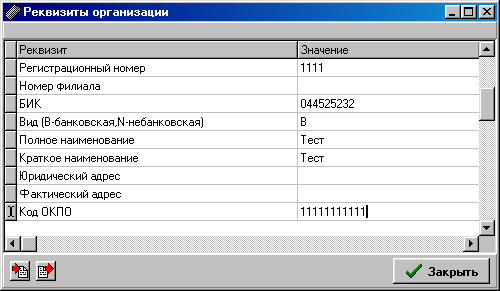 Реквизиты организации
Реквизит Значение
Регистрационный номер 1111
Номер филиала
БИК 044525232
Вид (В-банковская,N-небанковская) В
Полное наименование Тест
Краткое наименование Тест
Юридический адрес
Фактический адрес
Код ОКПО 11111111111
Закрыть